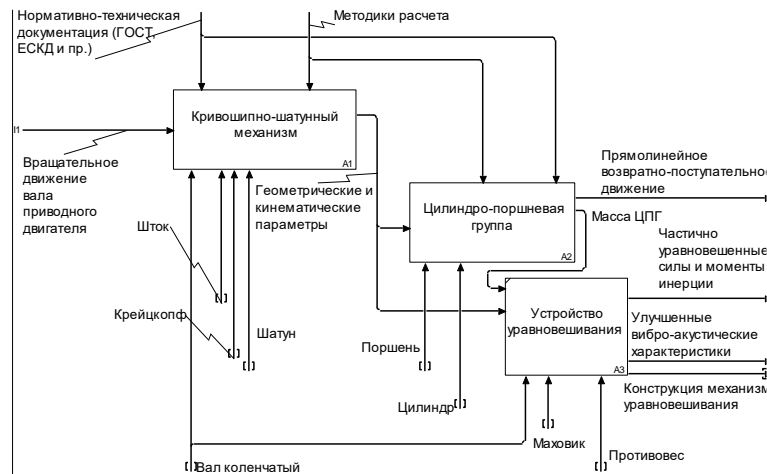 Нормативно-техническая
документация (ГОСТ,
ЕСКД и пр.)
Методики расчета
Кривошипно-шатунный
механизм
A1
I1
Вращательное
движение
вала
приводного
двигателя
Геометрические и
кинематические
параметры
Прямолинейное
возвратно-поступательно
движение
Цилиндро-поршневая
группа
A2
Масса ЦПГ
Частично
уравновешенные
силы и моменты
инерции
Шток
Крейцкопф
Шатун
Устройство
уравновешивания
A3
Улучшенные
вибро-акустические
характеристики
Поршень
Цилиндр
Конструкция механизм
уравновешивания
Маховик
Противовес
Вал коленчатый